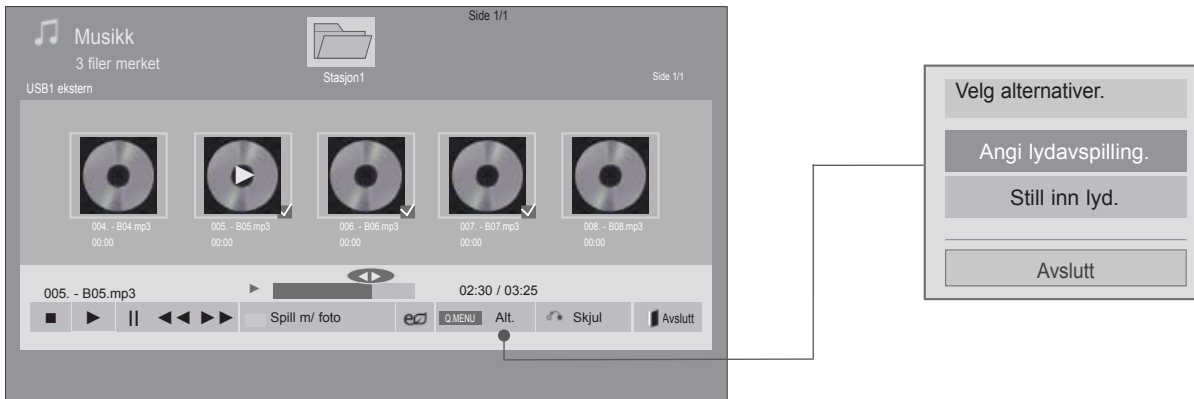 Side 1/1
Musikk
3 filer merket
Stasjon1
Side 1/1
USB1 ekstern
004. - B04.mp3
00:00
005. - B05.mp3
00:00
006. - B06.mp3
00:00
007. - B07.mp3
00:00
008. - B08.mp3
00:00
005. - B05.mp3
02:30 / 03:25
Spill m/ foto
Q.MENU Alt.
Skjul
Avslutt
Velg alternativer.
Angi lydavspilling.
Still inn lyd.
Avslutt